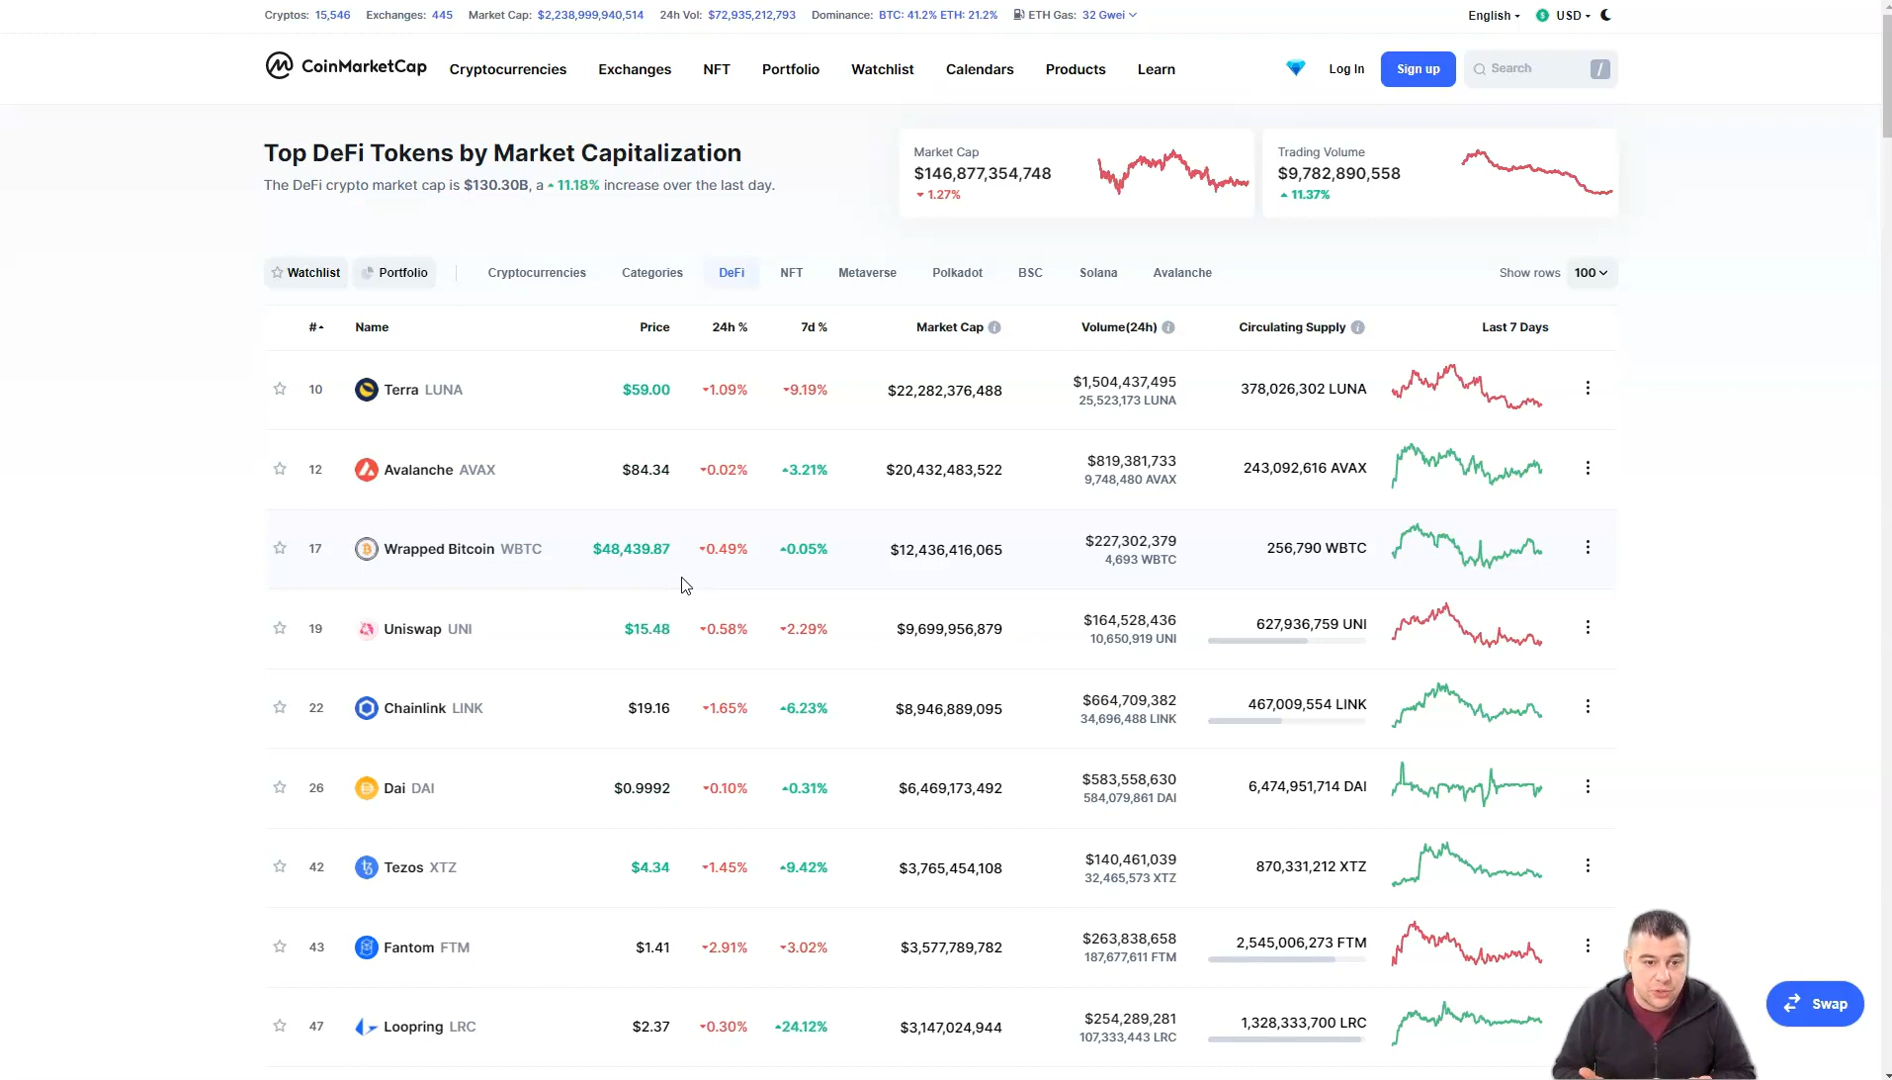 Cryptos: 15,546 Exchanges: 445 Market Cap: $2,238,999,940,514 24h Vol: $72,935,212,793 Dominance: BTC: 41.2% ETH: 21.2% ETH Gas: 32 Gwei English USD
CoinMarketCap Cryptocurrencies Exchanges NFT Portfolio Watchlist Calendars Products Learn Log In Sign up Search /
Top DeFi Tokens by Market Capitalization
The DeFi crypto market cap is $130.30B, a 11.18% increase over the last day.
Market Cap
$146,877,354,748
1.27%
Trading Volume
$9,782,890,558
11.37%
Watchlist Portfolio Cryptocurrencies Categories DeFi NFT Metaverse Polkadot BSC Solana Avalanche Show rows 100
# Name Price 24h % 7d % Market Cap Volume(24h) Circulating Supply Last 7 Days
10 Terra LUNA $59.00 1.09% 9.19% $22,282,376,488 $1,504,437,495 378,026,302 LUNA
25,523,173 LUNA
12 Avalanche AVAX $84.34 0.02% 3.21% $20,432,483,522 $819,381,733 243,092,616 AVAX
9,748,480 AVAX
17 Wrapped Bitcoin WBTC $48,439.87 0.49% 0.05% $12,436,416,065 $227,302,379 256,790 WBTC
4,693 WBTC
19 Uniswap UNI $15.48 0.58% 2.29% $9,699,956,879 $164,528,436 627,936,759 UNI
10,650,919 UNI
22 Chainlink LINK $19.16 1.65% 6.23% $8,946,889,095 $664,709,382 467,009,554 LINK
34,696,488 LINK
26 Dai DAI $0.9992 0.10% 0.31% $6,469,173,492 $583,558,630 6,474,951,714 DAI
584,079,861 DAI
42 Tezos XTZ $4.34 1.45% 9.42% $3,765,454,108 $140,461,039 870,331,212 XTZ
32,465,573 XTZ
43 Fantom FTM $1.41 2.91% 3.02% $3,577,789,782 $263,838,658 2,545,006,273 FTM
187,677,611 FTM
47 Loopring LRC $2.37 0.30% 24.12% $3,147,024,944 $254,289,281 1,328,333,700 LRC
107,333,443 LRC
Swap